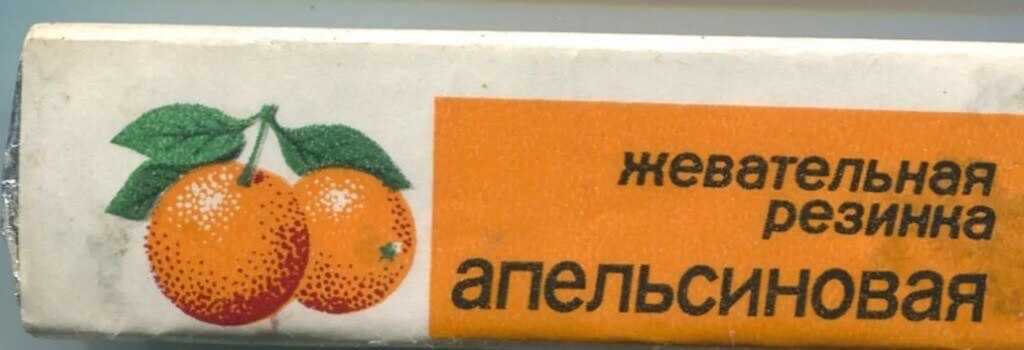 жевательная
резинка
апельсиновая